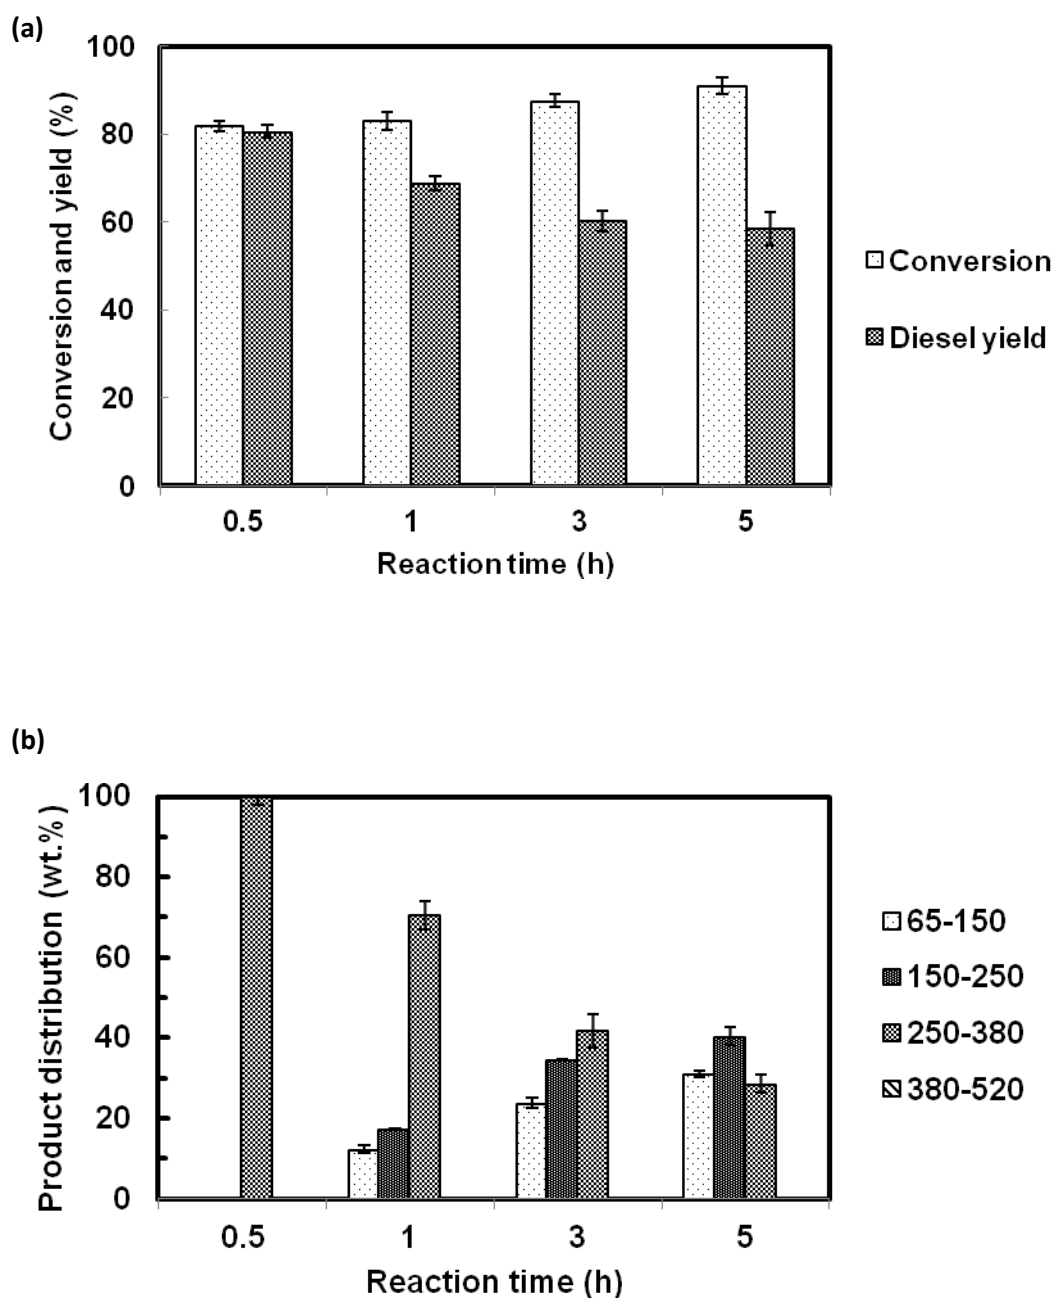 (a)
100
80
60
40
20
0
Conversion and yield (%)
0.5 1 3 5
Reaction time (h)
Conversion
Diesel yield
(b)
100
80
60
40
20
0
Product distribution (wt.%)
0.5 1 3 5
Reaction time (h)
65-150
150-250
250-380
380-520